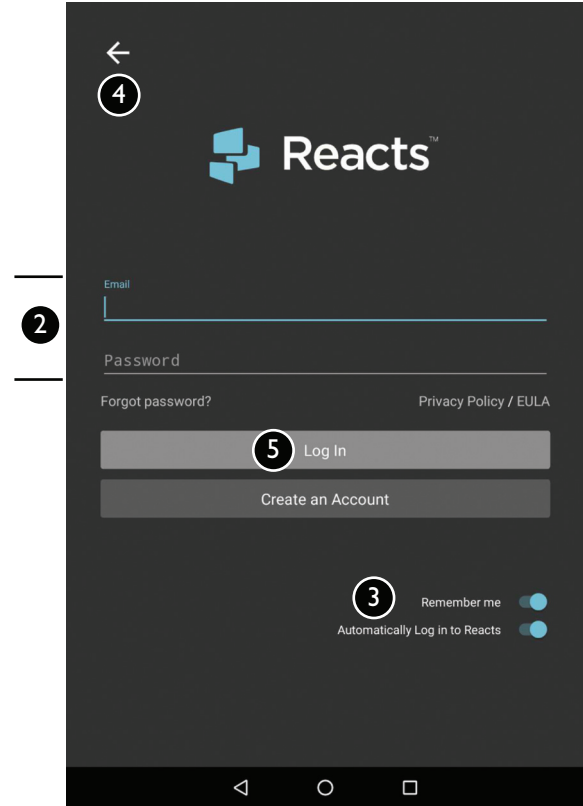 4
Reacts™
Email
2
Password
Forgot password? Privacy Policy / EULA
5 Log In
Create an Account
3 Remember me
Automatically Log in to Reacts